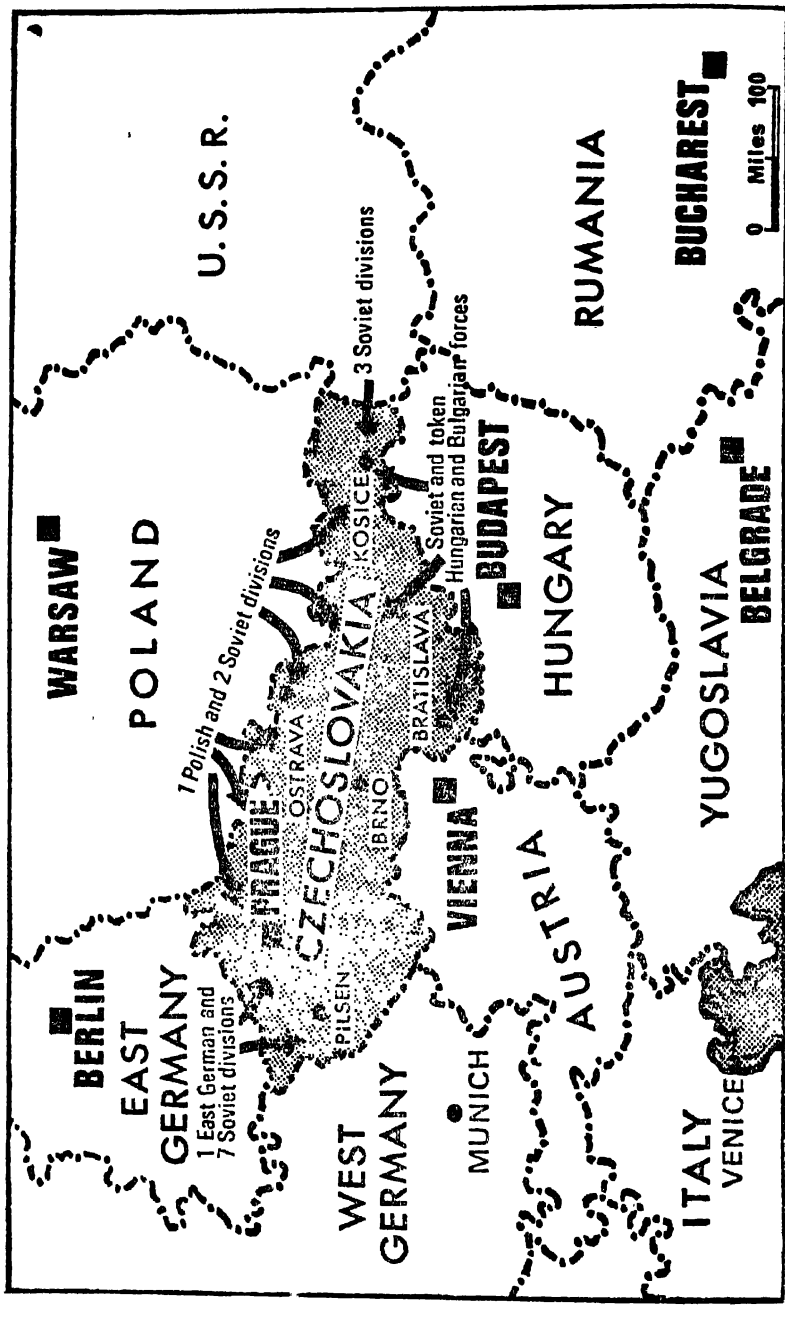 U.S.S.R.
WARSAW
POLAND
1 Polish and 2 Soviet divisions
3 Soviet divisions
BERLIN
EAST
GERMANY
1 East German and
7 Soviet divisions
PRAGUE
OSTRAVA
CZECHOSLOVAKIA
KOSICE
PILSEN
BRNO
BRATISLAVA
Soviet and token
Hungarian and Bulgarian forces
BUDAPEST
WEST
GERMANY
MUNICH
VIENNA
AUSTRIA
HUNGARY
RUMANIA
BUCHAREST
ITALY
VENICE
YUGOSLAVIA
BELGRADE
0 Miles 100